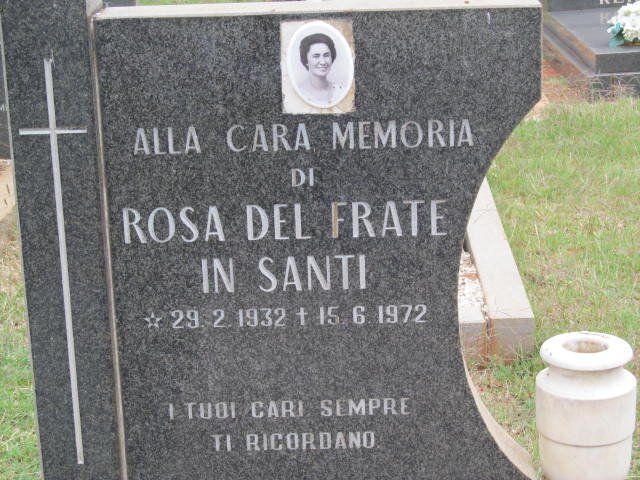 ALLA CARA MEMORIA
DI
ROSA DEL FRATE
IN SANTI
☆ 29.2.1932 † 15.6.1972
I TUOI CARI SEMPRE
TI RICORDANO